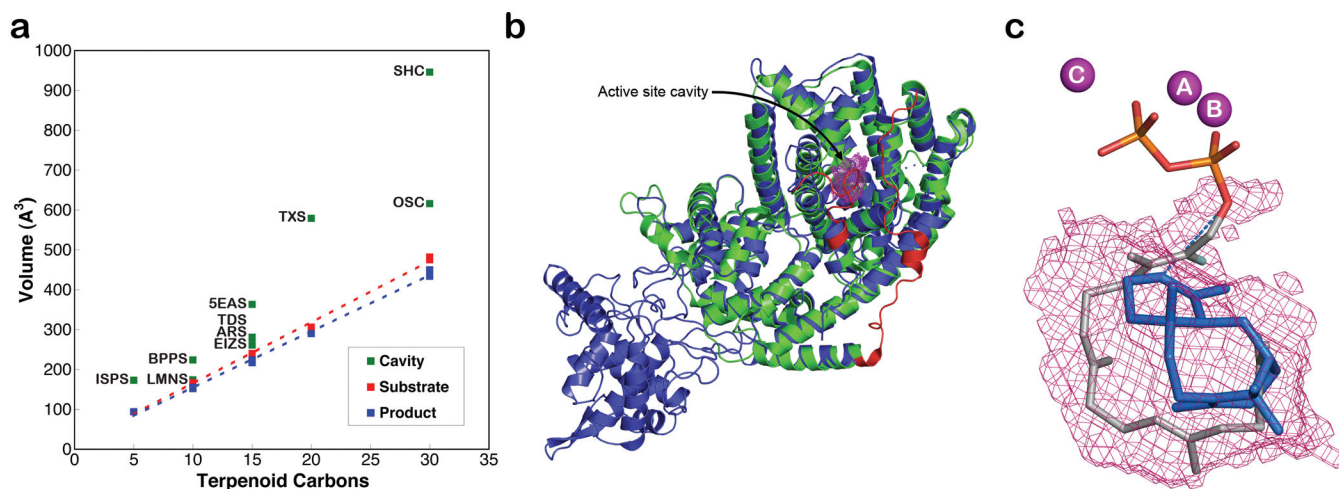 a
1000
900
800
700
600
500
400
300
200
100
0
Volume (A³)
0 5 10 15 20 25 30 35
Terpenoid Carbons
SHC
OSC
TXS
5EAS
TDS
ARS
EIZS
BPPS
ISPS
LMNS
Cavity
Substrate
Product
b
Active site cavity
c
C
A
B